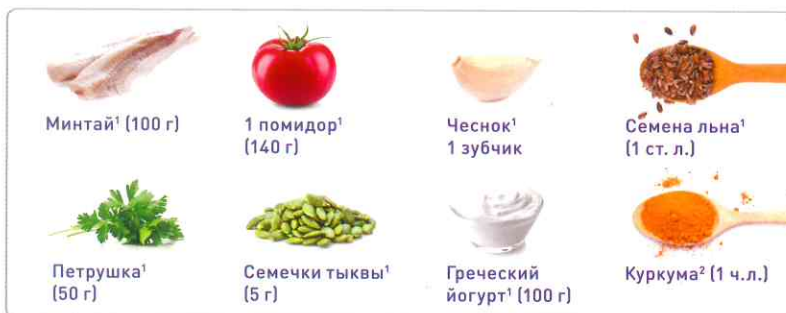 Минтай¹ (100 г)
1 помидор¹
(140 г)
Чеснок¹
1 зубчик
Семена льна¹
(1 ст. л.)
Петрушка¹
(50 г)
Семечки тыквы¹
(5 г)
Греческий
йогурт¹ (100 г)
Куркума² (1 ч.л.)